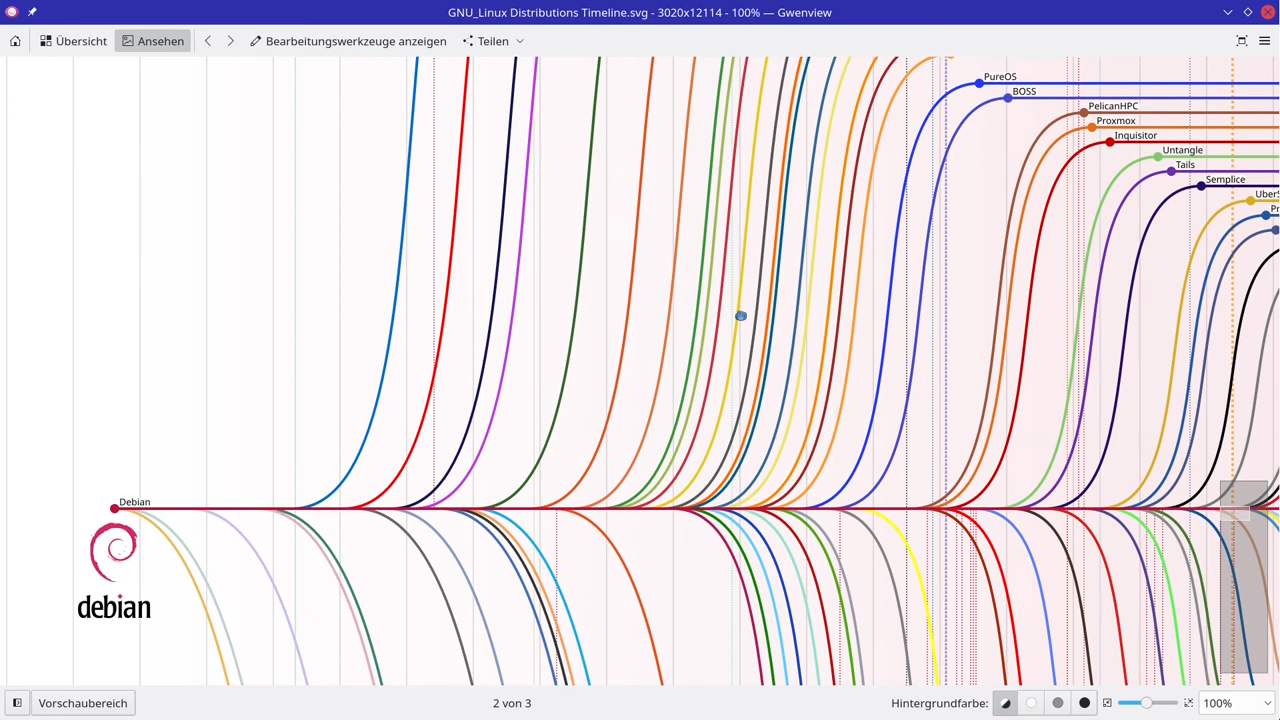 GNU_Linux Distributions Timeline.svg - 3020x12114 - 100% — Gwenview
Übersicht Ansehen Bearbeitungswerkzeuge anzeigen Teilen
PureOS
BOSS
PelicanHPC
Proxmox
Inquisitor
Untangle
Tails
Semplice
Debian
debian
Vorschaubereich 2 von 3 Hintergrundfarbe: 100%